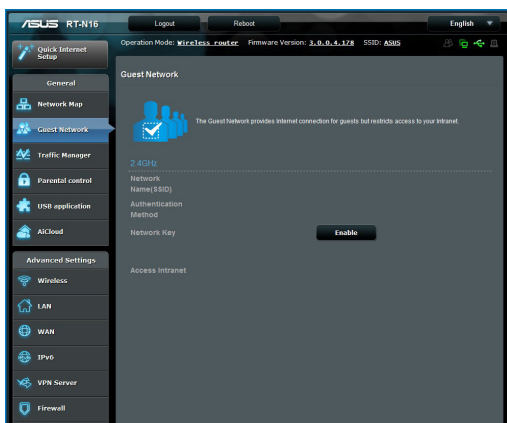 ASUS RT-N16
Logout
Reboot
English
Operation Mode: Wireless router Firmware Version: 3.0.0.4.178 SSID: ASUS
Quick Internet
Setup
General
Network Map
Guest Network
Traffic Manager
Parental control
USB application
AiCloud
Advanced Settings
Wireless
LAN
WAN
IPv6
VPN Server
Firewall
Guest Network
The Guest Network provides Internet connection for guests but restricts access to your Intranet.
2.4GHz
Network
Name(SSID)
Authentication
Method
Network Key
Enable
Access Intranet